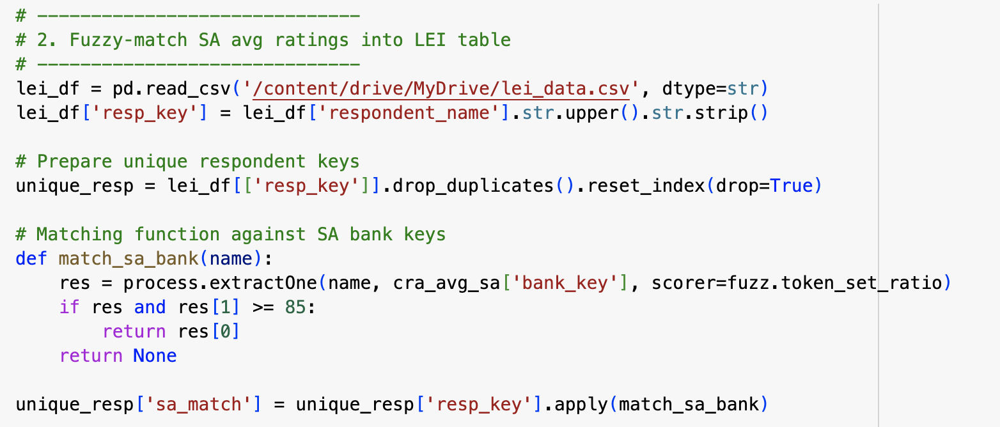 # ------------------------------
# 2. Fuzzy-match SA avg ratings into LEI table
# ------------------------------
lei_df = pd.read_csv('/content/drive/MyDrive/lei_data.csv', dtype=str)
lei_df['resp_key'] = lei_df['respondent_name'].str.upper().str.strip()

# Prepare unique respondent keys
unique_resp = lei_df[['resp_key']].drop_duplicates().reset_index(drop=True)

# Matching function against SA bank keys
def match_sa_bank(name):
    res = process.extractOne(name, cra_avg_sa['bank_key'], scorer=fuzz.token_set_ratio)
    if res and res[1] >= 85:
        return res[0]
    return None

unique_resp['sa_match'] = unique_resp['resp_key'].apply(match_sa_bank)